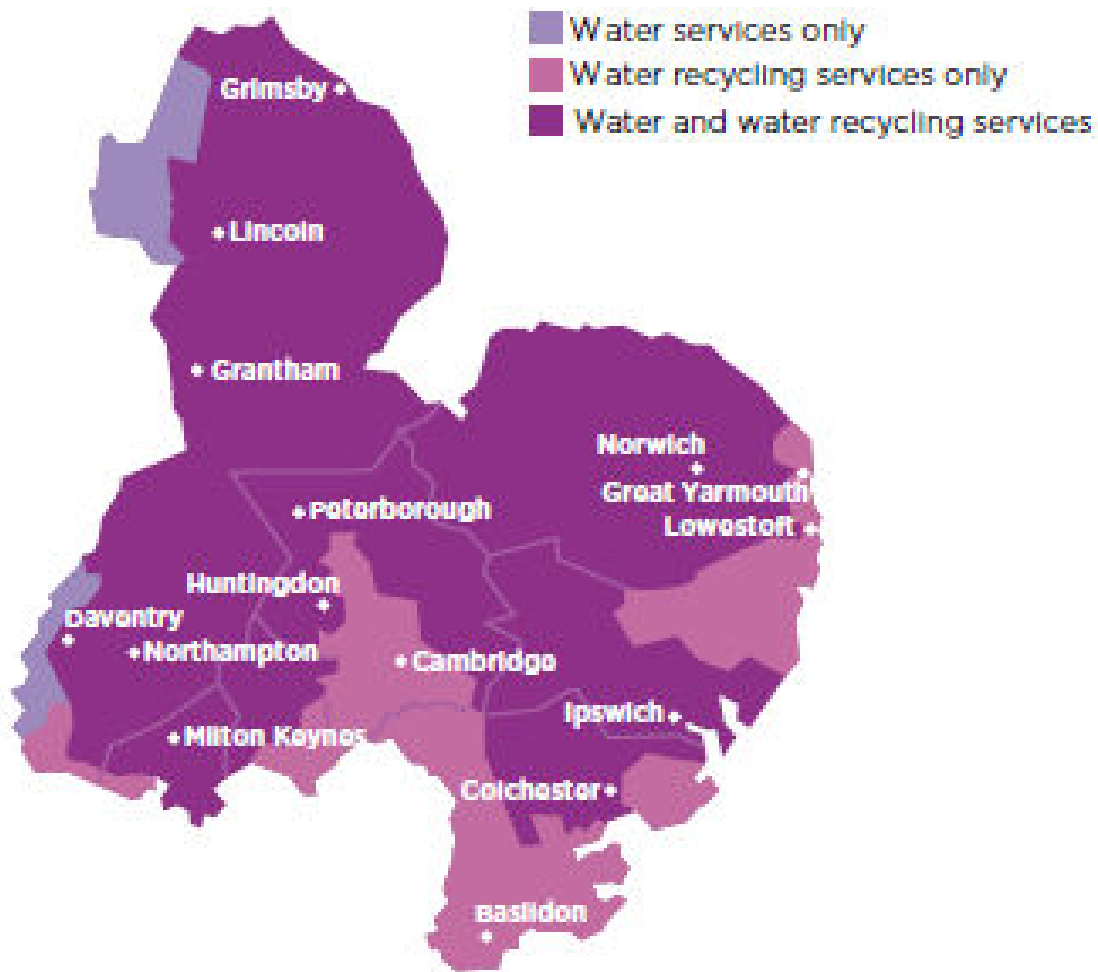 Water services only
Water recycling services only
Water and water recycling services
Grimsby
Lincoln
Grantham
Norwich
Great Yarmouth
Lowestoft
Peterborough
Huntingdon
Daventry
Northampton
Cambridge
Ipswich
Milton Keynes
Colchester
Basildon